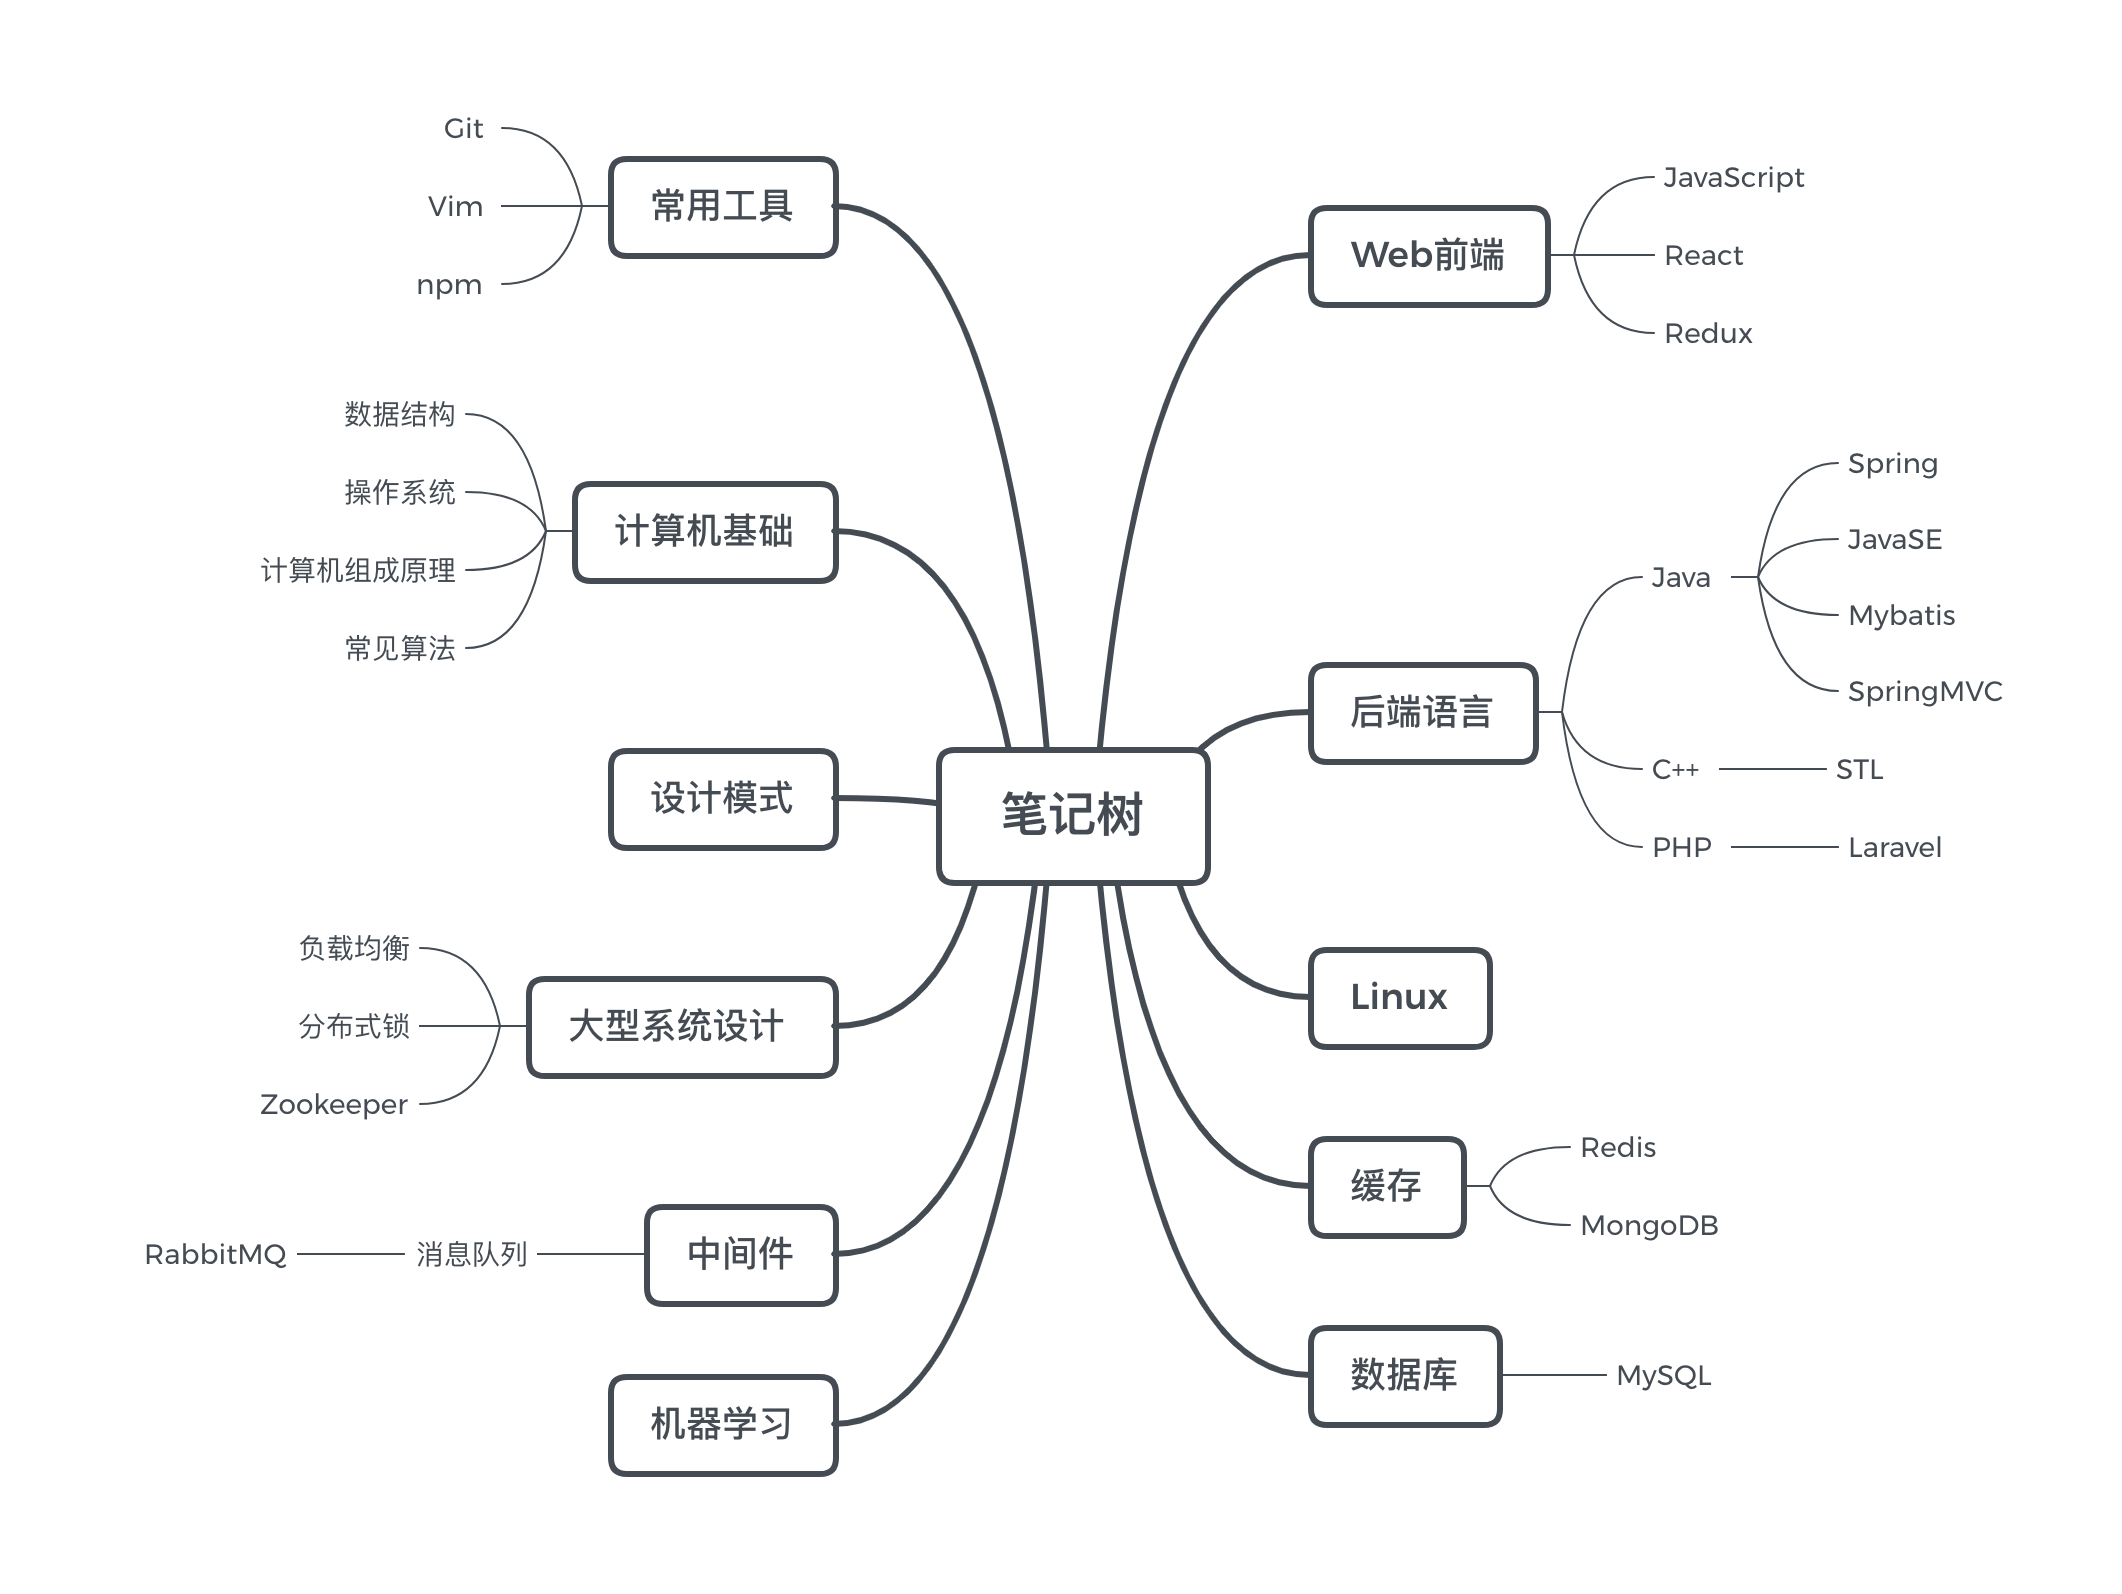 笔记树
常用工具
Git
Vim
npm
计算机基础
数据结构
操作系统
计算机组成原理
常见算法
设计模式
大型系统设计
负载均衡
分布式锁
Zookeeper
中间件
消息队列
RabbitMQ
机器学习
Web前端
JavaScript
React
Redux
后端语言
Java
Spring
JavaSE
Mybatis
SpringMVC
C++
STL
PHP
Laravel
Linux
缓存
Redis
MongoDB
数据库
MySQL